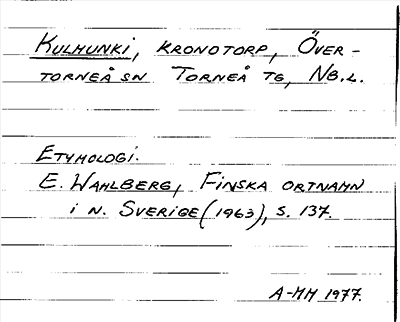 KULHUNKI, KRONOTORP, ÖVER-
TORNEÅ SN TORNEÅ TG, NB.L.
ETYMOLOGI.
E. WAHLBERG, FINSKA ORTNAMN
I N. SVERIGE (1963), S. 137.
A-MH 1977.